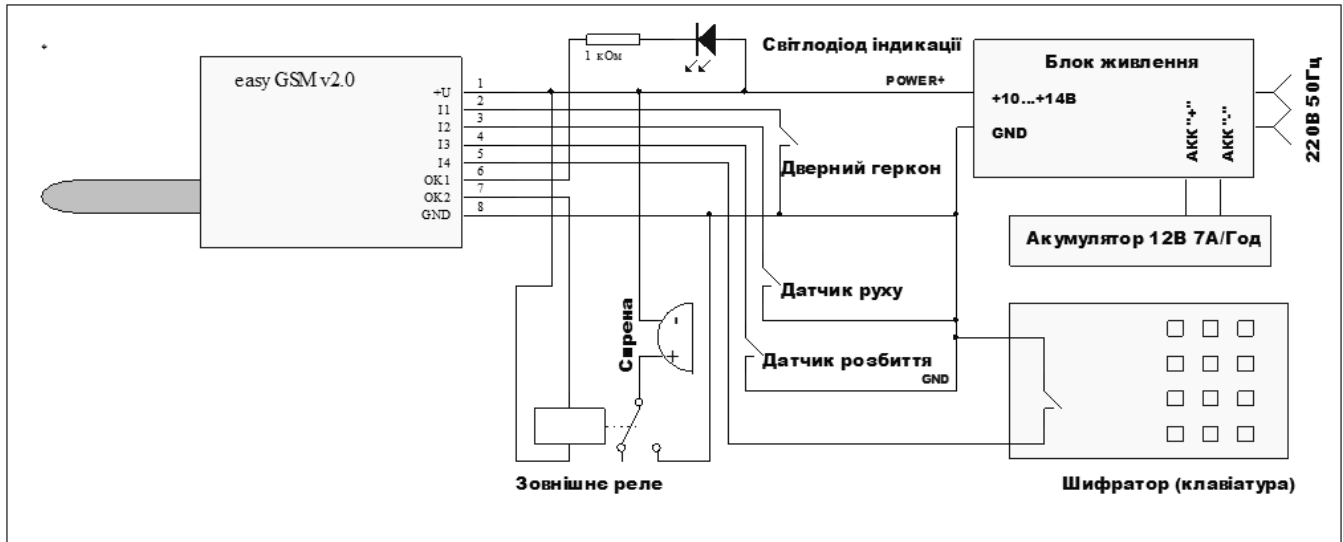 easy GSM v2.0
+U
I1
I2
I3
I4
OK1
OK2
GND
1
2
3
4
5
6
7
8
1 кОм
Світлодіод індикації
POWER+
Блок живлення
+10...+14В
GND
АКК"+"
АКК"-"
220В 50Гц
Дверний геркон
Акумулятор 12В 7А/Год
Датчик руху
Сирена
-
+
Датчик розбиття
GND
Зовнішнє реле
Шифратор (клавіатура)